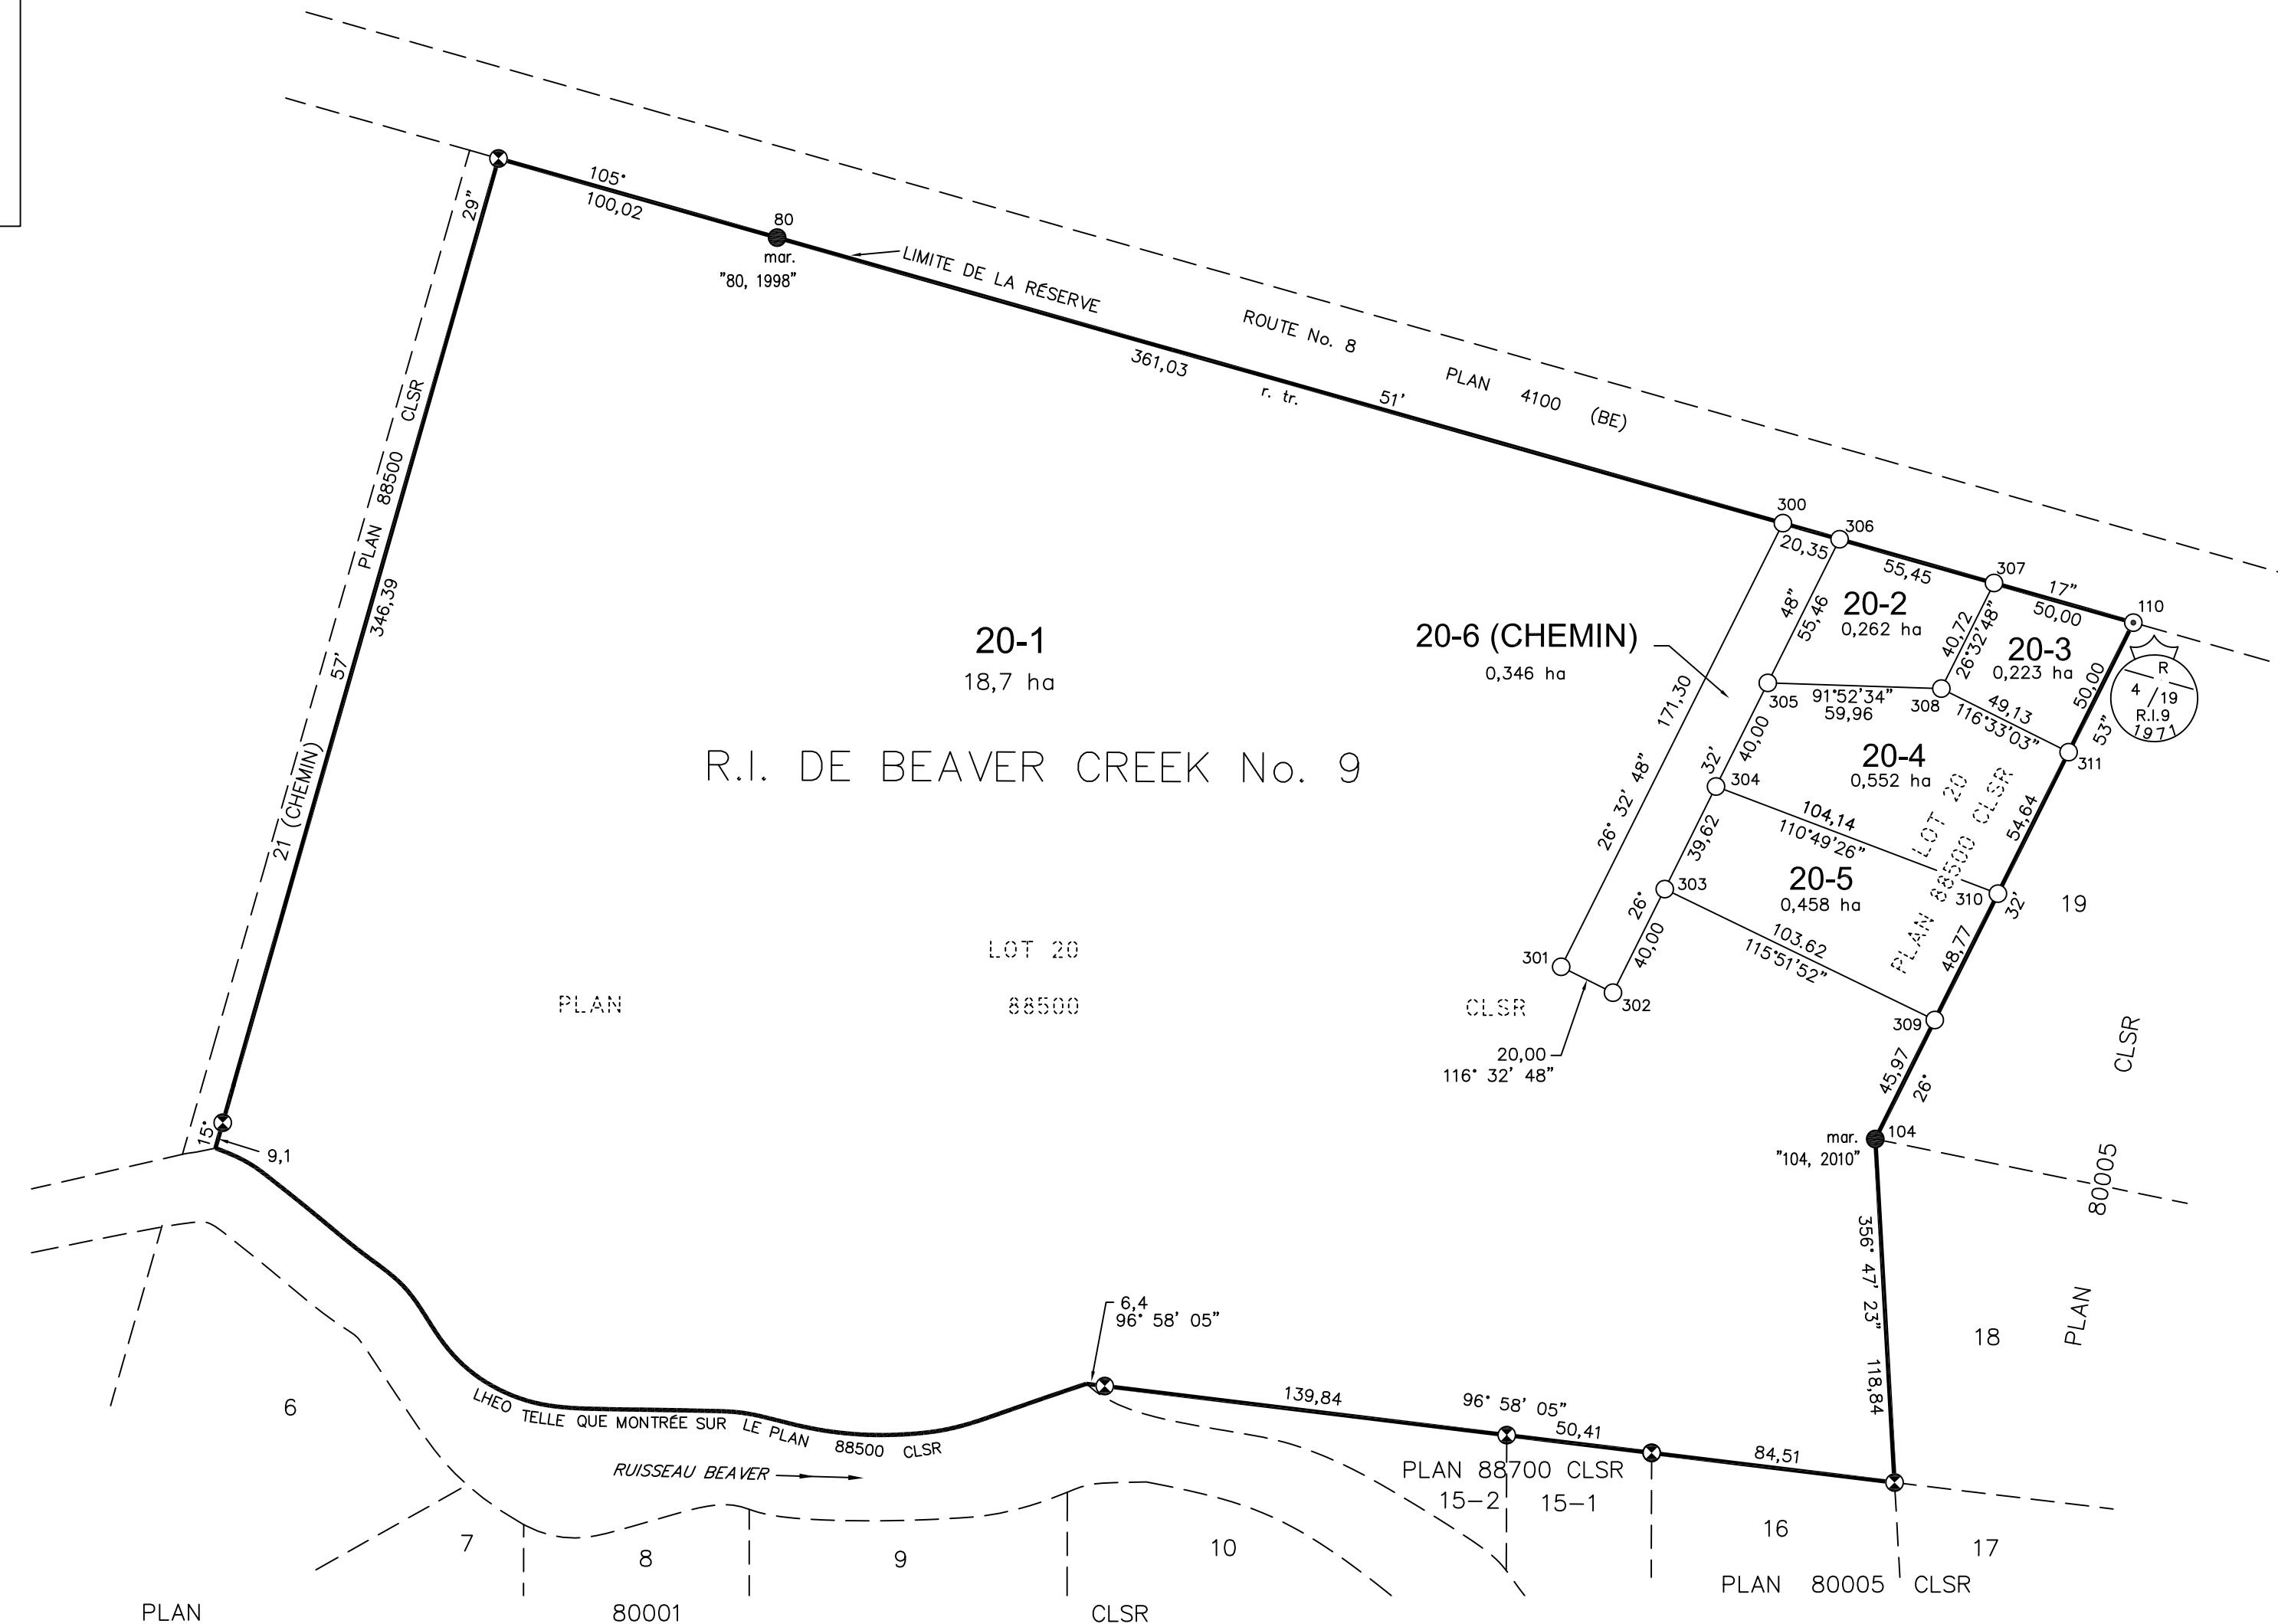 105°
100,02
29”
80
mar.
”80, 1998”
LIMITE DE LA RÉSERVE
ROUTE No. 8
PLAN 4100 (BE)
361,03
r. tr.
51’
PLAN 88500 CLSR
346,39
57’
21 (CHEMIN)
15°
9,1
300
306
20,35
55,45
307
17”
50,00
110
20-1
18,7 ha
20-6 (CHEMIN)
0,346 ha
48”
55,46
20-2
0,262 ha
40,72
26°32’48”
20-3
0,223 ha
50,00
53”
R
4 / 19
R.I.9
1971
171,30
26° 32’ 48”
305
91°52’34”
59,96
308
49,13
116°33’03”
311
R.I. DE BEAVER CREEK No. 9
32’
40,00
304
20-4
0,552 ha
LOT 20
PLAN 88500 CLSR
54,64
104,14
110°49’26”
39,62
20-5
0,458 ha
310
32’
19
303
26°
40,00
103.62
115°51’52”
48,77
LOT 20
PLAN 88500 CLSR
301
302
20,00
116° 32’ 48”
309
45,97
26°
mar.
”104, 2010”
104
PLAN 80005 CLSR
356° 47’ 23”
118,84
18
6,4
96° 58’ 05”
139,84
96° 58’ 05”
50,41
84,51
LHEO TELLE QUE MONTRÉE SUR LE PLAN 88500 CLSR
RUISSEAU BEAVER
PLAN 88700 CLSR
15-2
15-1
6
7
8
9
10
16
17
PLAN 80005 CLSR
PLAN 80001 CLSR